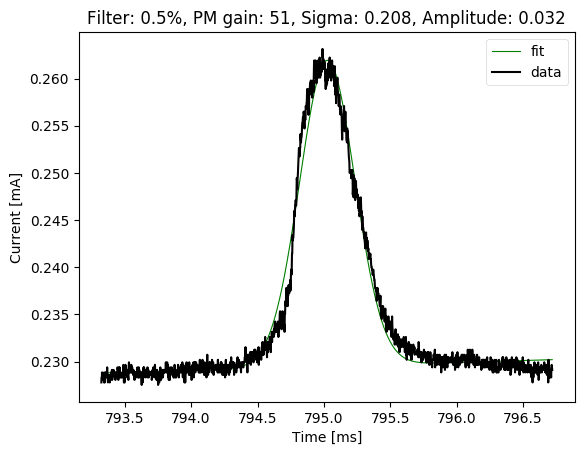 Filter: 0.5%, PM gain: 51, Sigma: 0.208, Amplitude: 0.032
fit
data
0.260
0.255
0.250
0.245
0.240
0.235
0.230
Current [mA]
793.5 794.0 794.5 795.0 795.5 796.0 796.5
Time [ms]